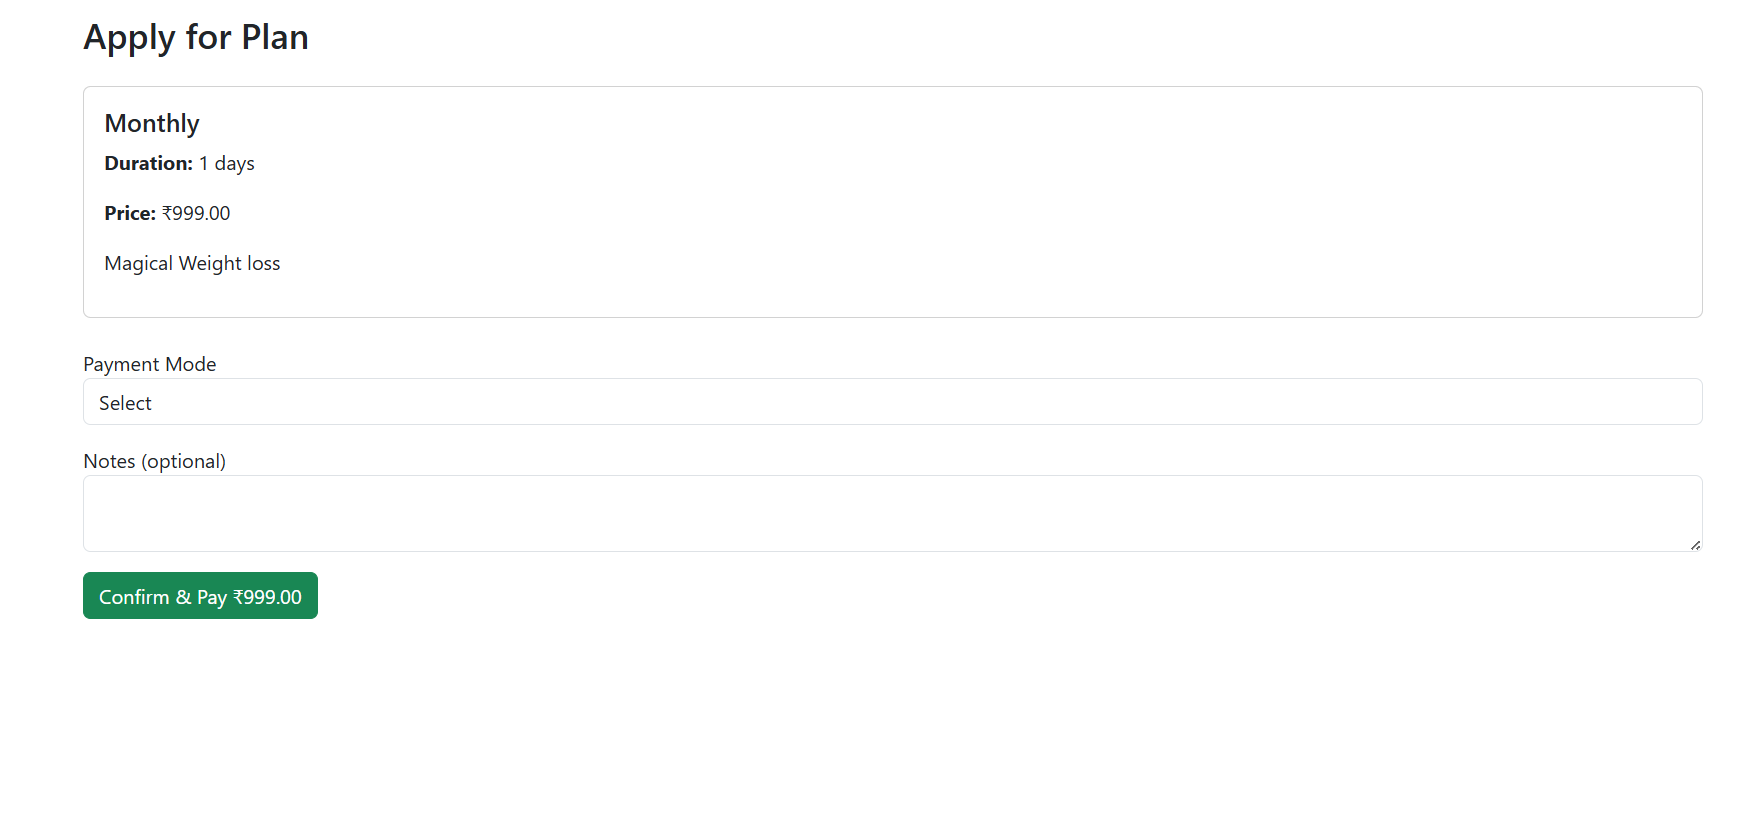 Apply for Plan
Monthly
Duration: 1 days
Price: ₹999.00
Magical Weight loss
Payment Mode
Select
Notes (optional)
Confirm & Pay ₹999.00